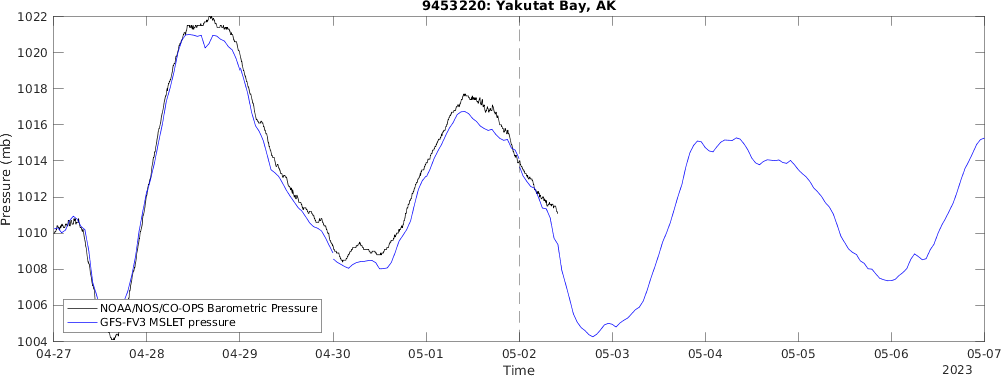 9453220: Yakutat Bay, AK
1022
1020
1018
1016
1014
1012
1010
1008
1006
1004
Pressure (mb)
NOAA/NOS/CO-OPS Barometric Pressure
GFS-FV3 MSLET pressure
04-27 04-28 04-29 04-30 05-01 05-02 05-03 05-04 05-05 05-06 05-07
Time
2023